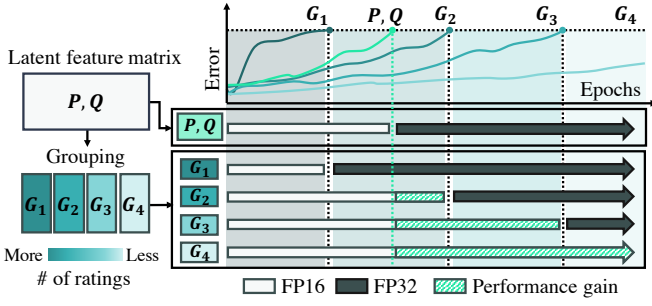 G1 P, Q G2 G3 G4
Latent feature matrix
Error
P, Q
Epochs
P, Q
Grouping
G1
G2
G3
G4
G1 G2 G3 G4
More Less
# of ratings
FP16 FP32 Performance gain